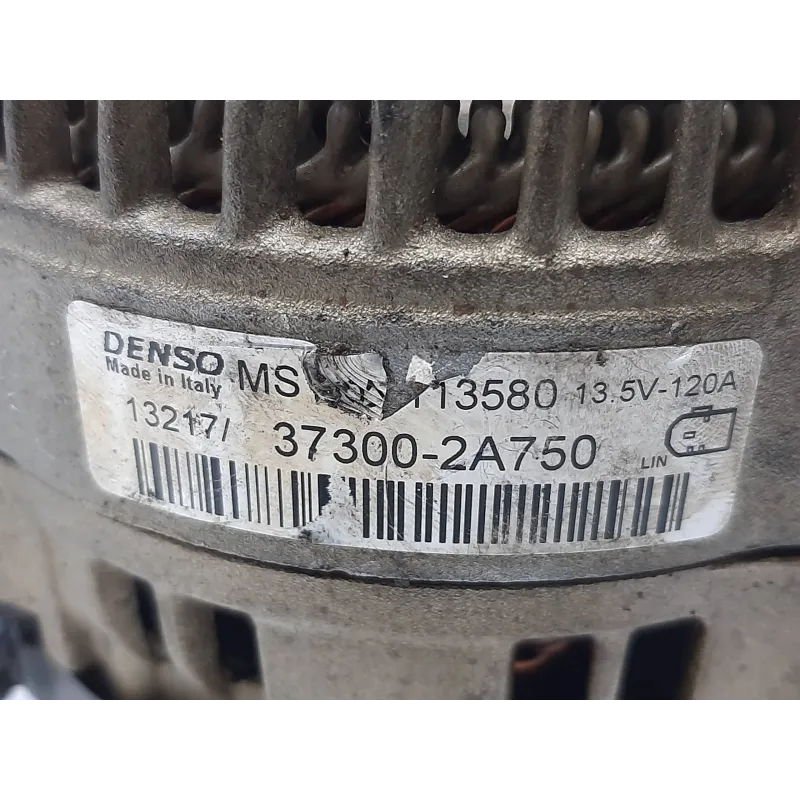 DENSO MS 113580 13.5V-120A
Made in Italy
13217/ 37300-2A750
LIN